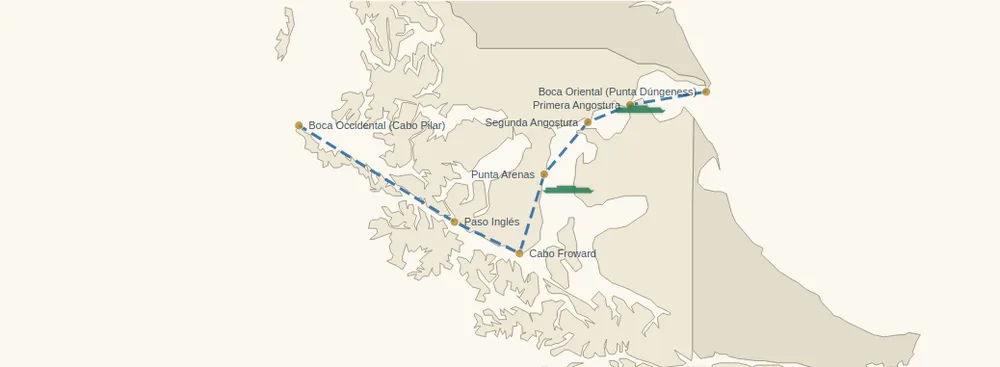 Boca Oriental (Punta Dúngeness)
Primera Angostura
Segunda Angostura
Boca Occidental (Cabo Pilar)
Punta Arenas
Paso Inglés
Cabo Froward